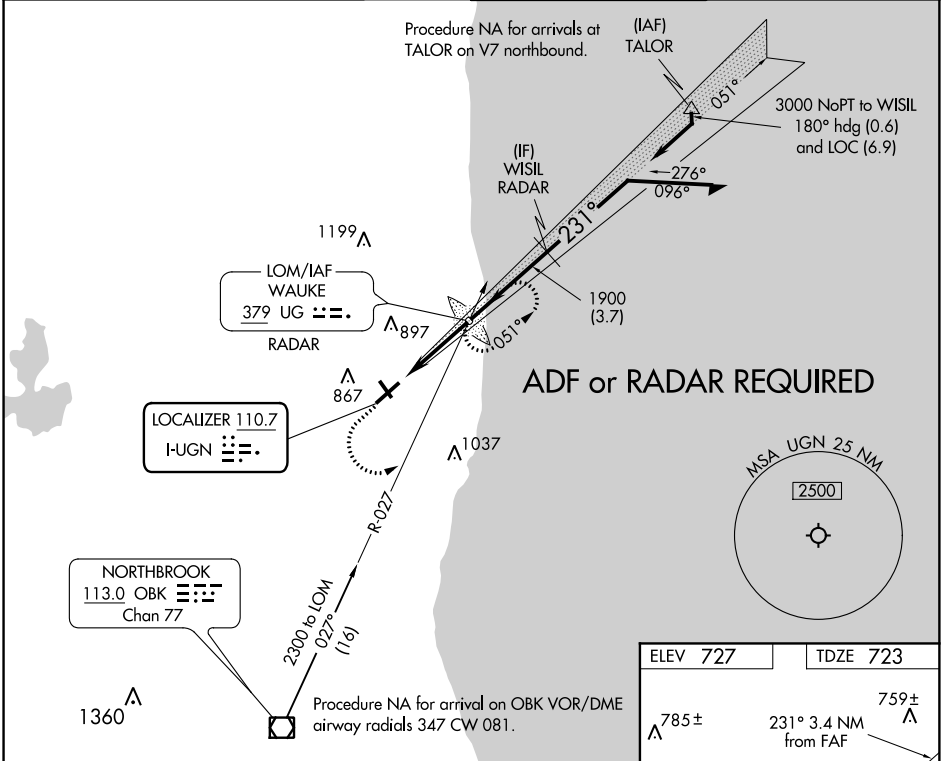 Procedure NA for arrivals at
TALOR on V7 northbound.
(IAF)
TALOR
051°
3000 NoPT to WISIL
180° hdg (0.6)
and LOC (6.9)
(IF)
WISIL
RADAR
276°
096°
231°
1199
LOM/IAF
WAUKE
379 UG
RADAR
897
1900
(3.7)
051°
867
ADF or RADAR REQUIRED
LOCALIZER 110.7
I-UGN
1037
MSA UGN 25 NM
2500
R-027
NORTHBROOK
113.0 OBK
Chan 77
2300 to LOM
027°
(16)
1360
Procedure NA for arrival on OBK VOR/DME
airway radials 347 CW 081.
ELEV 727
TDZE 723
785±
759±
231° 3.4 NM
from FAF